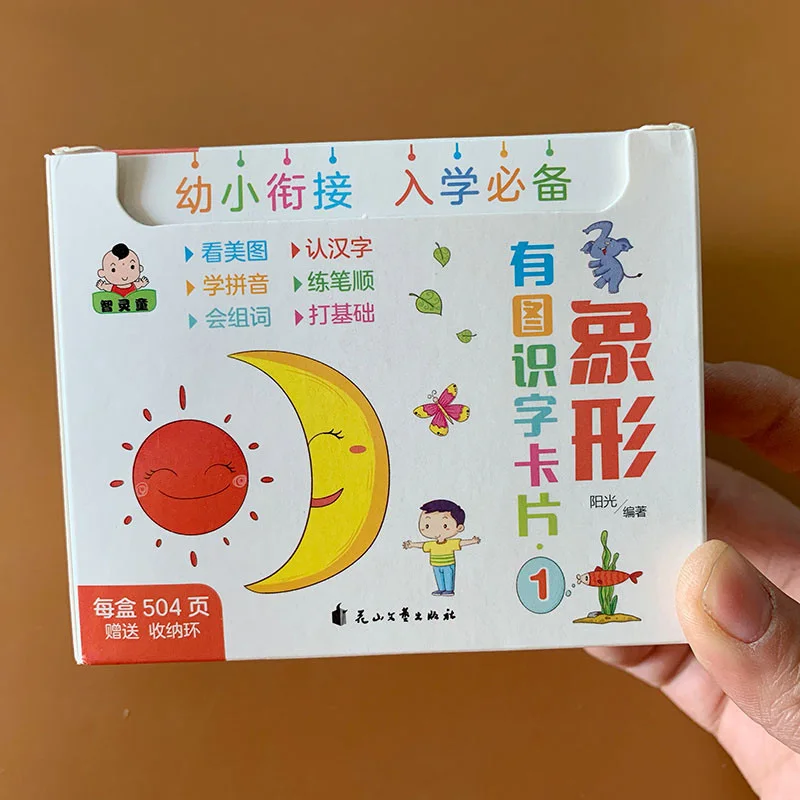 幼小衔接 入学必备
看美图 认汉字
学拼音 练笔顺
会组词 打基础
智灵童
象形
有图识字卡片·1
阳光/编著
每盒504页
赠送 收纳环
花山文艺出版社